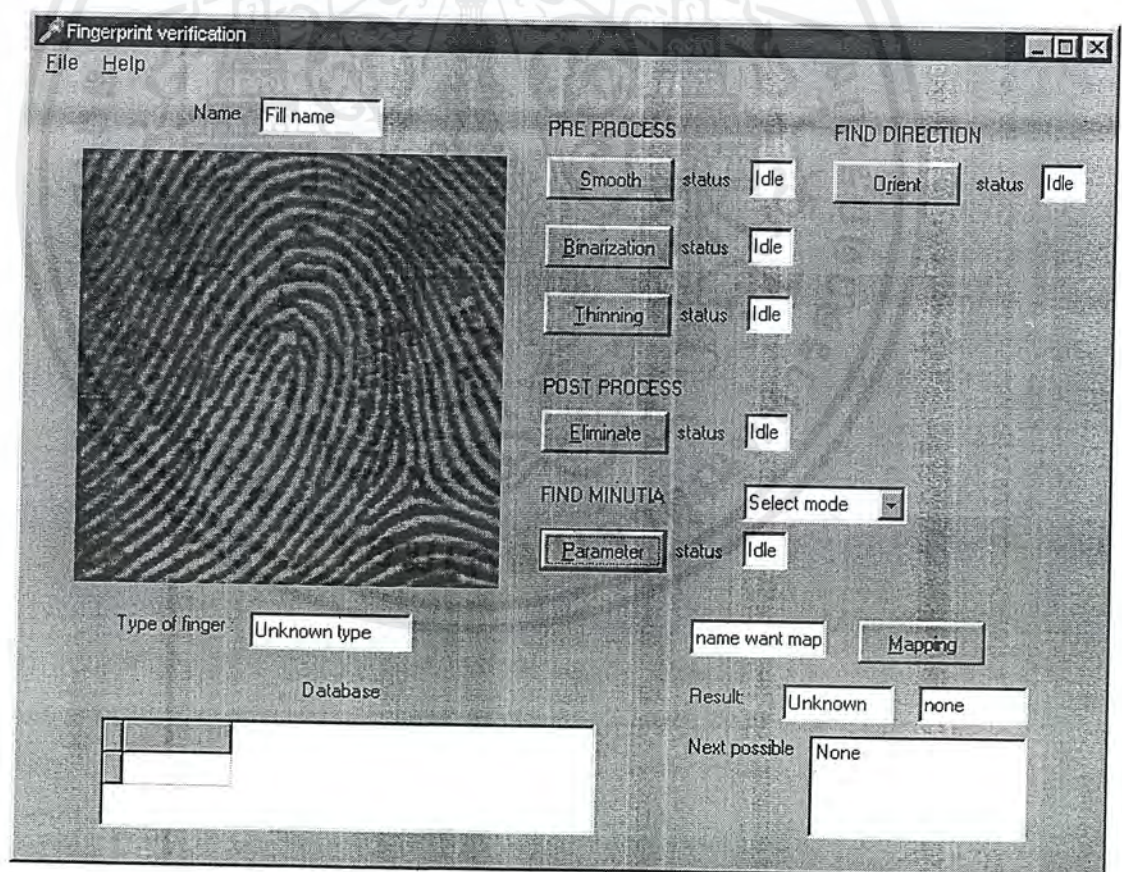 Fingerprint verification
File Help
Name Fill name
PRE PROCESS
FIND DIRECTION
Smooth status Idle
Orient status Idle
Binarization status Idle
Thinning status Idle
POST PROCESS
Eliminate status Idle
FIND MINUTIA
Select mode
Parameter status Idle
Type of finger : Unknown type
name want map Mapping
Database
Result: Unknown none
Next possible None